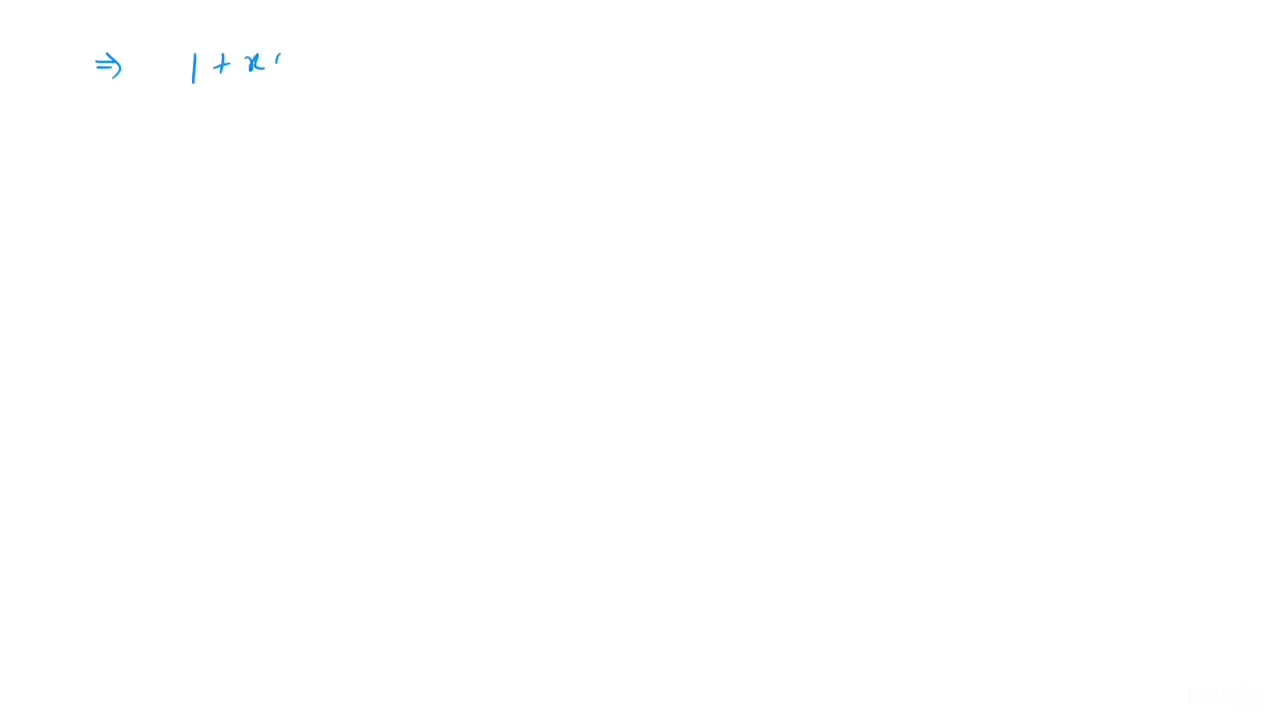 ⇒ 1 + x